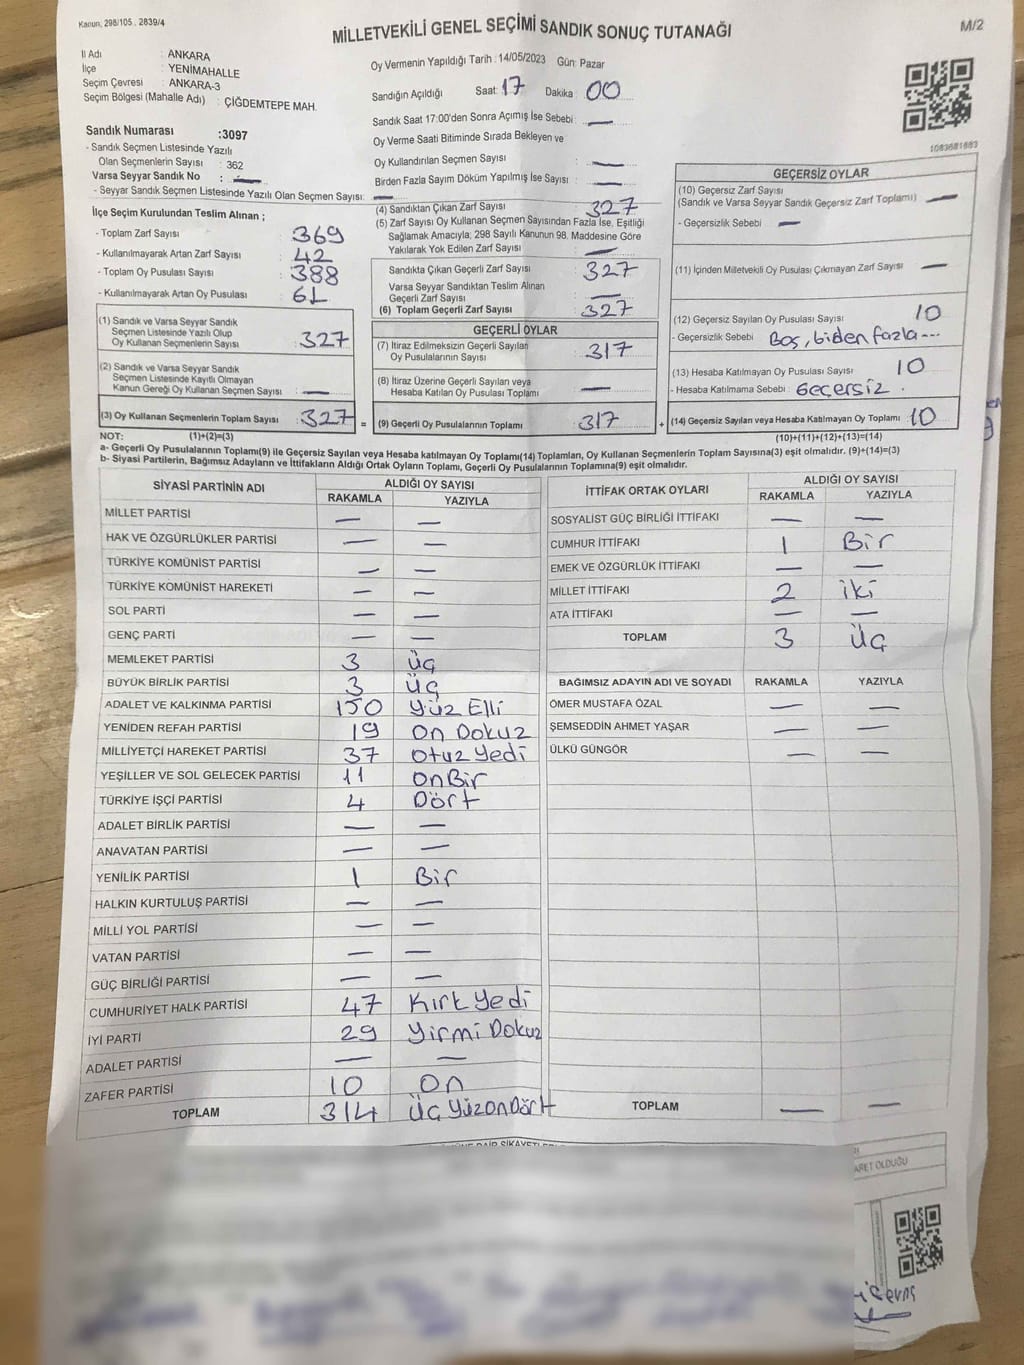 Kanun, 298/105, 2839/4
MİLLETVEKİLİ GENEL SEÇİMİ SANDIK SONUÇ TUTANAĞI
M/2
İl Adı : ANKARA
İlçe : YENİMAHALLE
Seçim Çevresi : ANKARA-3
Seçim Bölgesi (Mahalle Adı) : ÇİĞDEMTEPE MAH.
Sandık Numarası :3097
- Sandık Seçmen Listesinde Yazılı
Olan Seçmenlerin Sayısı : 362
Varsa Seyyar Sandık No : —
- Seyyar Sandık Seçmen Listesinde Yazılı Olan Seçmen Sayısı: —
Oy Vermenin Yapıldığı Tarih : 14/05/2023 Gün: Pazar
Sandığın Açıldığı Saat: 17 Dakika : 00
Sandık Saat 17:00'den Sonra Açımış İse Sebebi : —
Oy Verme Saati Bitiminde Sırada Bekleyen ve
Oy Kullandırılan Seçmen Sayısı : —
Birden Fazla Sayım Döküm Yapılmış İse Sayısı : —
1083681683
İlçe Seçim Kurulundan Teslim Alınan ;
- Toplam Zarf Sayısı : 369
- Kullanılmayarak Artan Zarf Sayısı : 42
- Toplam Oy Pusulası Sayısı : 388
- Kullanılmayarak Artan Oy Pusulası : 61
(1) Sandık ve Varsa Seyyar Sandık
Seçmen Listesinde Yazılı Olup
Oy Kullanan Seçmenlerin Sayısı : 327
(2) Sandık ve Varsa Seyyar Sandık
Seçmen Listesinde Kayıtlı Olmayan
Kanun Gereği Oy Kullanan Seçmen Sayısı : —
(3) Oy Kullanan Seçmenlerin Toplam Sayısı : 327 =
(4) Sandıktan Çıkan Zarf Sayısı : 327
(5) Zarf Sayısı Oy Kullanan Seçmen Sayısından Fazla İse, Eşitliği
Sağlamak Amacıyla; 298 Sayılı Kanunun 98. Maddesine Göre
Yakılarak Yok Edilen Zarf Sayısı : —
Sandıkta Çıkan Geçerli Zarf Sayısı : 327
Varsa Seyyar Sandıktan Teslim Alınan
Geçerli Zarf Sayısı : —
(6) Toplam Geçerli Zarf Sayısı : 327
GEÇERLİ OYLAR
(7) İtiraz Edilmeksizin Geçerli Sayılan
Oy Pusulalarının Sayısı : 317
(8) İtiraz Üzerine Geçerli Sayılan veya
Hesaba Katılan Oy Pusulası Toplamı : —
(9) Geçerli Oy Pusulalarının Toplamı : 317 +
GEÇERSİZ OYLAR
(10) Geçersiz Zarf Sayısı
(Sandık ve Varsa Seyyar Sandık Geçersiz Zarf Toplamı) : —
- Geçersizlik Sebebi : —
(11) İçinden Milletvekili Oy Pusulası Çıkmayan Zarf Sayısı : —
(12) Geçersiz Sayılan Oy Pusulası Sayısı : 10
- Geçersizlik Sebebi : Boş, biden fazla---
(13) Hesaba Katılmayan Oy Pusulası Sayısı : 10
- Hesaba Katılmama Sebebi : Geçersiz.
(14) Geçersiz Sayılan veya Hesaba Katılmayan Oy Toplamı : 10
NOT: (1)+(2)=(3)
(10)+(11)+(12)+(13)=(14)
a- Geçerli Oy Pusulalarının Toplamı(9) ile Geçersiz Sayılan veya Hesaba katılmayan Oy Toplamı(14) Toplamları, Oy Kullanan Seçmenlerin Toplam Sayısına(3) eşit olmalıdır. (9)+(14)=(3)
b- Siyasi Partilerin, Bağımsız Adayların ve İttifakların Aldığı Ortak Oyların Toplamı, Geçerli Oy Pusulalarının Toplamına(9) eşit olmalıdır.
SİYASİ PARTİNİN ADI ALDIĞI OY SAYISI
RAKAMLA YAZIYLA
MİLLET PARTİSİ — —
HAK VE ÖZGÜRLÜKLER PARTİSİ — —
TÜRKİYE KOMÜNİST PARTİSİ — —
TÜRKİYE KOMÜNİST HAREKETİ — —
SOL PARTİ — —
GENÇ PARTİ — —
MEMLEKET PARTİSİ 3 üç
BÜYÜK BİRLİK PARTİSİ 3 üç
ADALET VE KALKINMA PARTİSİ 150 yüz Elli
YENİDEN REFAH PARTİSİ 19 on Dokuz
MİLLİYETÇİ HAREKET PARTİSİ 37 otuz yedi
YEŞİLLER VE SOL GELECEK PARTİSİ 11 onBir
TÜRKİYE İŞÇİ PARTİSİ 4 Dört
ADALET BİRLİK PARTİSİ — —
ANAVATAN PARTİSİ — —
YENİLİK PARTİSİ 1 Bir
HALKIN KURTULUŞ PARTİSİ — —
MİLLİ YOL PARTİSİ — —
VATAN PARTİSİ — —
GÜÇ BİRLİĞİ PARTİSİ — —
CUMHURİYET HALK PARTİSİ 47 Kırk yedi
İYİ PARTİ 29 yirmi Dokuz
ADALET PARTİSİ — —
ZAFER PARTİSİ 10 on
TOPLAM 314 üç yüzonDört
İTTİFAK ORTAK OYLARI ALDIĞI OY SAYISI
RAKAMLA YAZIYLA
SOSYALİST GÜÇ BİRLİĞİ İTTİFAKI — —
CUMHUR İTTİFAKI 1 Bir
EMEK VE ÖZGÜRLÜK İTTİFAKI — —
MİLLET İTTİFAKI 2 iki
ATA İTTİFAKI — —
TOPLAM 3 üç
BAĞIMSIZ ADAYIN ADI VE SOYADI RAKAMLA YAZIYLA
ÖMER MUSTAFA ÖZAL — —
ŞEMSEDDİN AHMET YAŞAR — —
ÜLKÜ GÜNGÖR — —
TOPLAM — —
ARET OLDUĞU